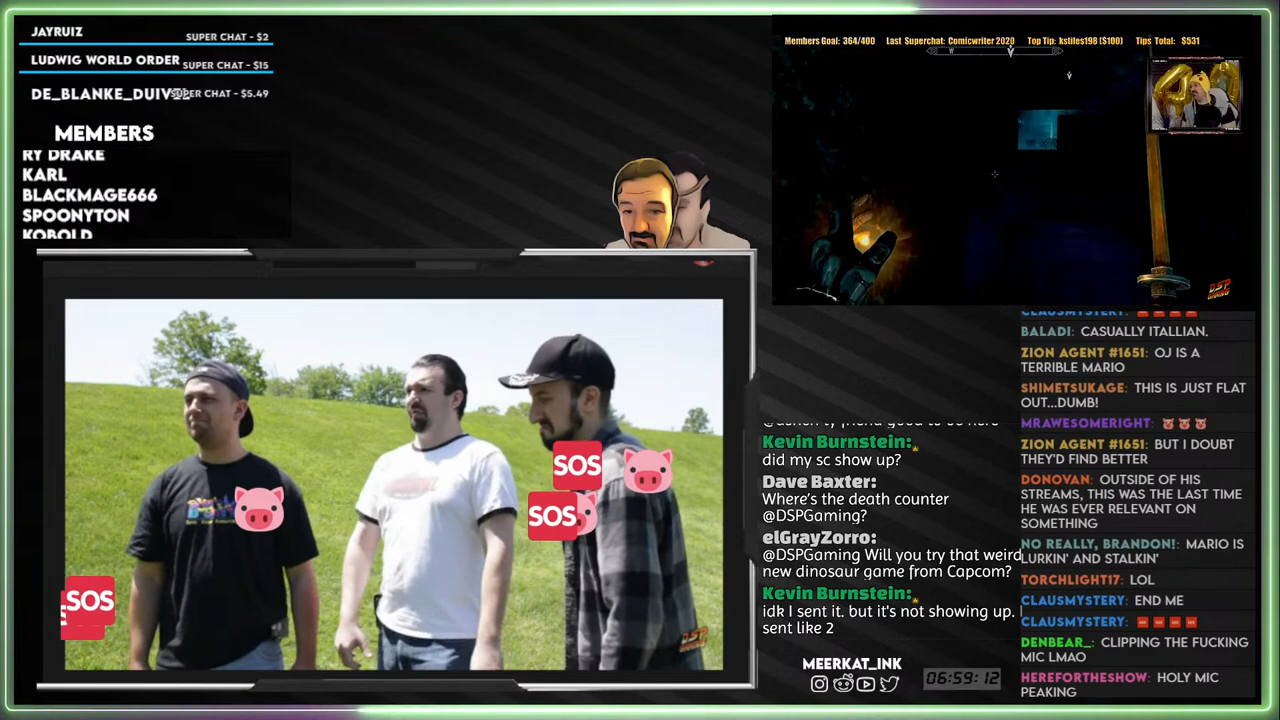 JAYRUIZ
SUPER CHAT - $2
LUDWIG WORLD ORDER
SUPER CHAT - $15
SUPER CHAT - $5.49
MEMBERS
RY DRAKE
KARL
BLACKMAGE666
SPOONYTON
KOBOLD
Members Goal: 364/400 Last Superchat: Comicwriter 2020 Top Tip: kstiles198 ($100) Tips Total: $531
W
DSP
GAMING
SOS
SOS
SOS
DSP
Kevin Burnstein:
did my sc show up?
Dave Baxter:
Where's the death counter
@DSPGaming?
elGrayZorro:
@DSPGaming Will you try that weird
new dinosaur game from Capcom?
Kevin Burnstein:
idk I sent it. but it's not showing up. I
sent like 2
MEERKAT_INK
06:59:12
CLAUSMYSTERY:
BALADI: CASUALLY ITALLIAN.
ZION AGENT #1651: OJ IS A
TERRIBLE MARIO
SHIMETSUKAGE: THIS IS JUST FLAT
OUT...DUMB!
MRAWESOMERIGHT:
ZION AGENT #1651: BUT I DOUBT
THEY'D FIND BETTER
DONOVAN: OUTSIDE OF HIS
STREAMS, THIS WAS THE LAST TIME
HE WAS EVER RELEVANT ON
SOMETHING
NO REALLY, BRANDON!: MARIO IS
LURKIN' AND STALKIN'
TORCHLIGHT17: LOL
CLAUSMYSTERY: END ME
CLAUSMYSTERY:
DENBEAR_: CLIPPING THE FUCKING
MIC LMAO
HEREFORTHESHOW: HOLY MIC
PEAKING